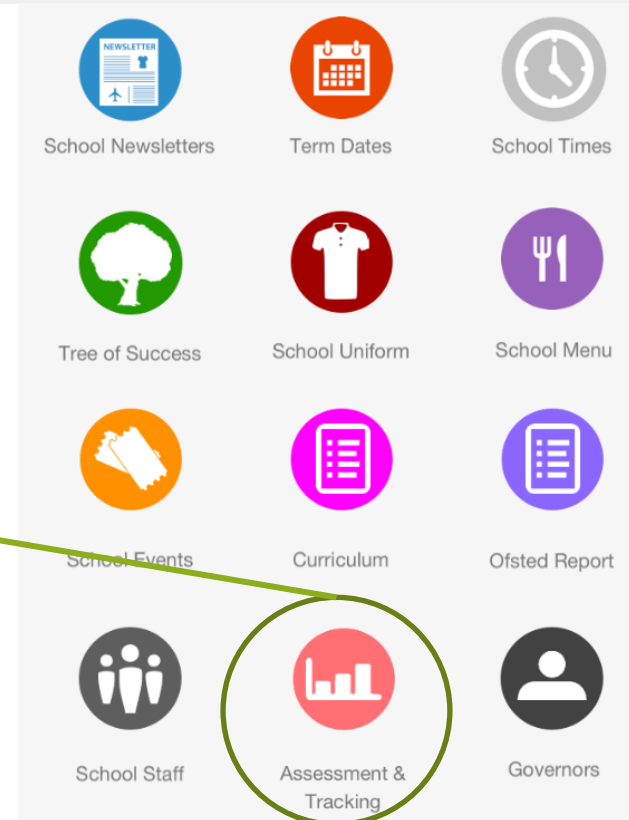 NEWSLETTER
School Newsletters
Term Dates
School Times
Tree of Success
School Uniform
School Menu
School Events
Curriculum
Ofsted Report
School Staff
Assessment &
Tracking
Governors